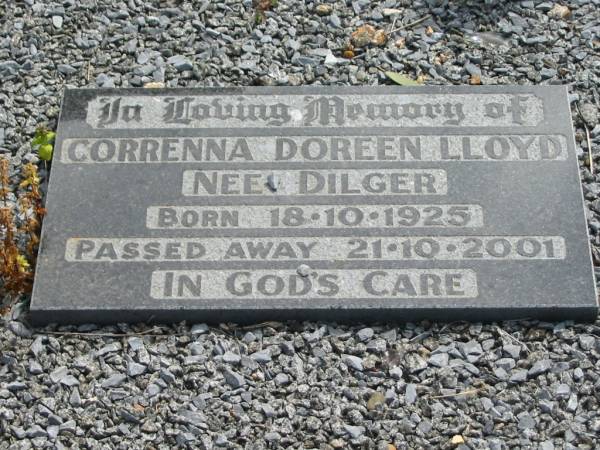 In Loving Memory of
CORRENNA DOREEN LLOYD
NEE DILGER
BORN 18·10·1925
PASSED AWAY 21·10·2001
IN GOD'S CARE